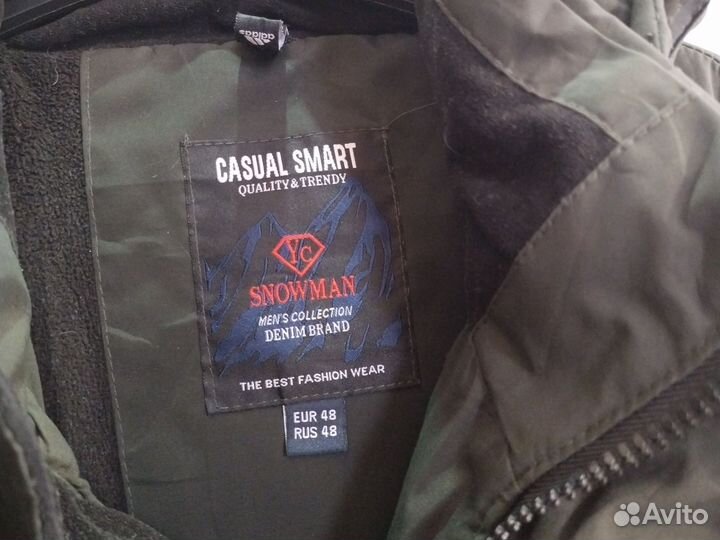 adidas
CASUAL SMART
QUALITY & TRENDY
YC
SNOWMAN
MEN'S COLLECTION
DENIM BRAND
THE BEST FASHION WEAR
EUR 48
RUS 48
Avito